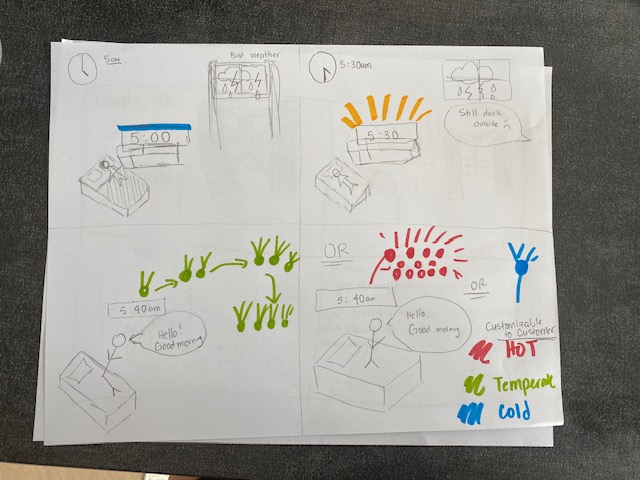 5am
Bad weather
5:00
5:30am
5:30
Still dark
outside :(
5:40am
Hello!
Good morning
OR
5:40am
Hello
Good morning
OR
Customizable
to Customer
HOT
Temperate
Cold